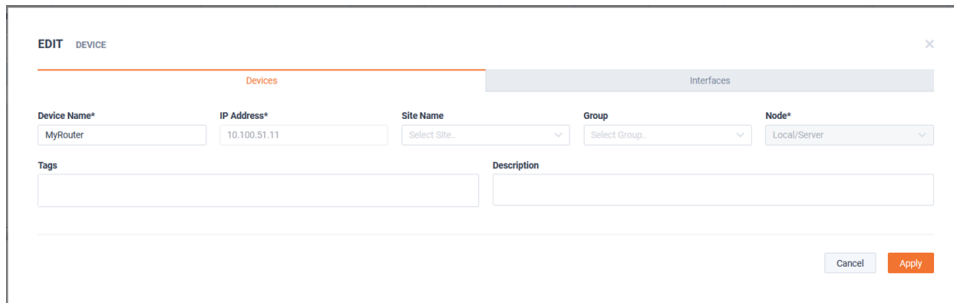 EDIT DEVICE
Devices Interfaces
Device Name* IP Address* Site Name Group Node*
MyRouter 10.100.51.11 Select Site.. Select Group.. Local/Server
Tags Description
Cancel Apply